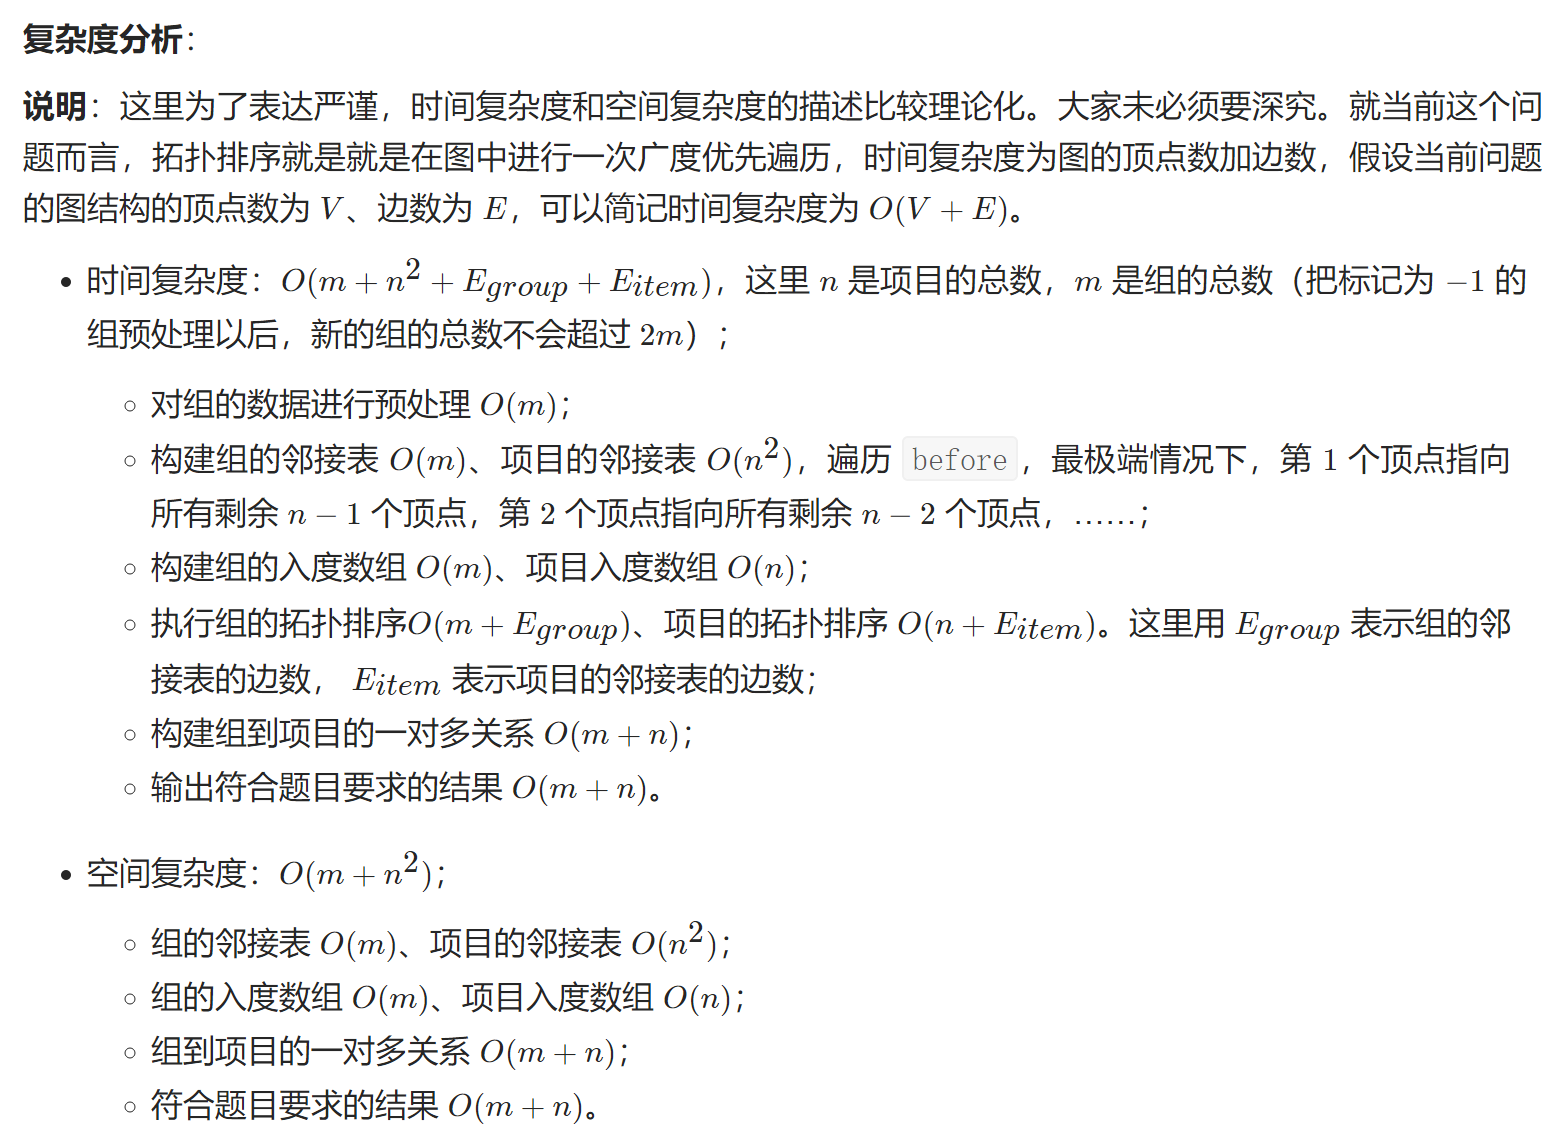 复杂度分析：
说明：这里为了表达严谨，时间复杂度和空间复杂度的描述比较理论化。大家未必须要深究。就当前这个问
题而言，拓扑排序就是就是在图中进行一次广度优先遍历，时间复杂度为图的顶点数加边数，假设当前问题
的图结构的顶点数为 V、边数为 E，可以简记时间复杂度为 O(V + E)。
• 时间复杂度：O(m + n² + E_group + E_item)，这里 n 是项目的总数，m 是组的总数（把标记为 −1 的
组预处理以后，新的组的总数不会超过 2m）；
◦ 对组的数据进行预处理 O(m)；
◦ 构建组的邻接表 O(m)、项目的邻接表 O(n²)，遍历 before，最极端情况下，第 1 个顶点指向
所有剩余 n − 1 个顶点，第 2 个顶点指向所有剩余 n − 2 个顶点，……；
◦ 构建组的入度数组 O(m)、项目入度数组 O(n)；
◦ 执行组的拓扑排序O(m + E_group)、项目的拓扑排序 O(n + E_item)。这里用 E_group 表示组的邻
接表的边数， E_item 表示项目的邻接表的边数；
◦ 构建组到项目的一对多关系 O(m + n)；
◦ 输出符合题目要求的结果 O(m + n)。
• 空间复杂度：O(m + n²)；
◦ 组的邻接表 O(m)、项目的邻接表 O(n²)；
◦ 组的入度数组 O(m)、项目入度数组 O(n)；
◦ 组到项目的一对多关系 O(m + n)；
◦ 符合题目要求的结果 O(m + n)。